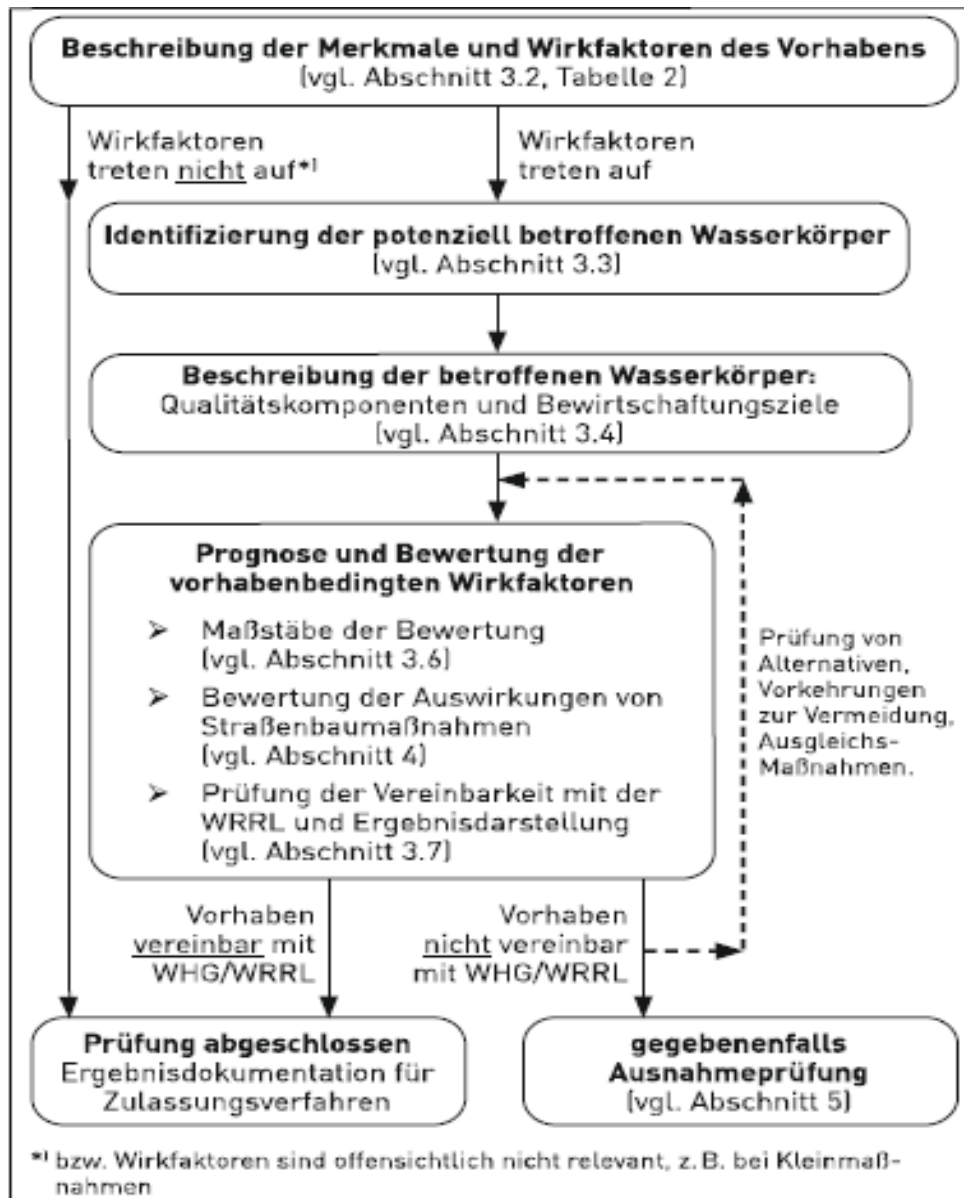 Beschreibung der Merkmale und Wirkfaktoren des Vorhabens
(vgl. Abschnitt 3.2, Tabelle 2)
Wirkfaktoren
treten nicht auf*)
Wirkfaktoren
treten auf
Identifizierung der potenziell betroffenen Wasserkörper
(vgl. Abschnitt 3.3)
Beschreibung der betroffenen Wasserkörper:
Qualitätskomponenten und Bewirtschaftungsziele
(vgl. Abschnitt 3.4)
Prognose und Bewertung der
vorhabenbedingten Wirkfaktoren
➢ Maßstäbe der Bewertung
(vgl. Abschnitt 3.6)
➢ Bewertung der Auswirkungen von
Straßenbaumaßnahmen
(vgl. Abschnitt 4)
➢ Prüfung der Vereinbarkeit mit der
WRRL und Ergebnisdarstellung
(vgl. Abschnitt 3.7)
Prüfung von
Alternativen,
Vorkehrungen
zur Vermeidung,
Ausgleichs-
Maßnahmen.
Vorhaben
vereinbar mit
WHG/WRRL
Vorhaben
nicht vereinbar
mit WHG/WRRL
Prüfung abgeschlossen
Ergebnisdokumentation für
Zulassungsverfahren
gegebenenfalls
Ausnahmeprüfung
(vgl. Abschnitt 5)
*) bzw. Wirkfaktoren sind offensichtlich nicht relevant, z. B. bei Kleinmaß-
nahmen